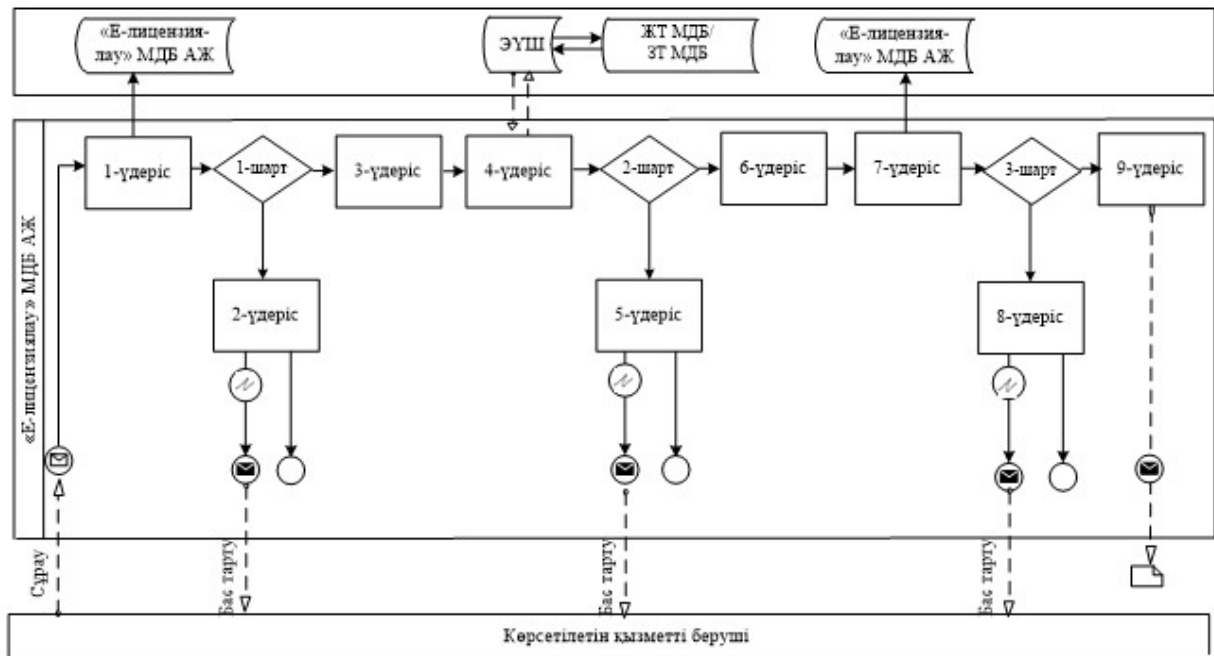 «Е-лицензия-
лау» МДБ АЖ
ЭҮШ
ЖТ МДБ/
ЗТ МДБ
«Е-лицензия-
лау» МДБ АЖ
«Е-лицензиялау» МДБ АЖ
1-үдеріс
1-шарт
3-үдеріс
4-үдеріс
2-шарт
6-үдеріс
7-үдеріс
3-шарт
9-үдеріс
2-үдеріс
5-үдеріс
8-үдеріс
Сұрау
Бас тарту
Бас тарту
Бас тарту
Көрсетілетін қызметті беруші